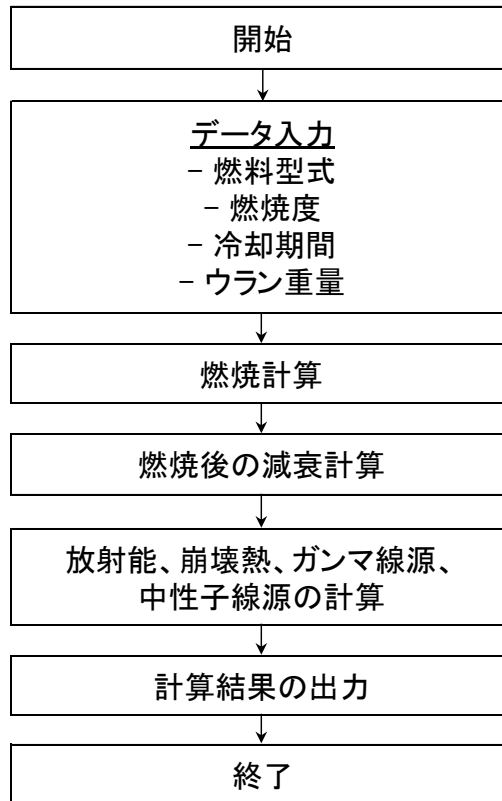 開始
データ入力
− 燃料型式
− 燃焼度
− 冷却期間
− ウラン重量
燃焼計算
燃焼後の減衰計算
放射能、崩壊熱、ガンマ線源、
中性子線源の計算
計算結果の出力
終了